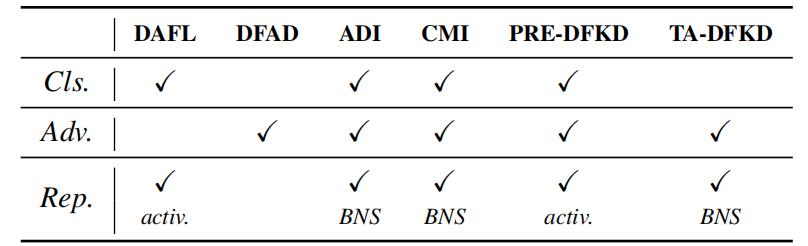 DAFL DFAD ADI CMI PRE-DFKD TA-DFKD
Cls. ✓ ✓ ✓ ✓
Adv. ✓ ✓ ✓ ✓ ✓
Rep. ✓ ✓ ✓ ✓ ✓
activ. BNS BNS activ. BNS